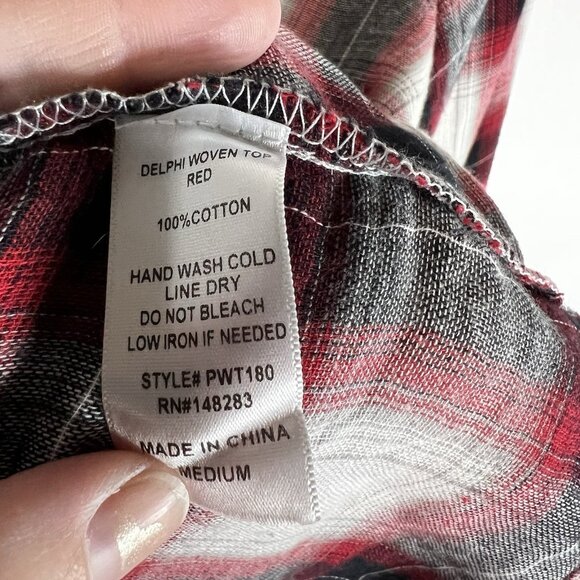 DELPHI WOVEN TOP
RED
100%COTTON
HAND WASH COLD
LINE DRY
DO NOT BLEACH
LOW IRON IF NEEDED
STYLE# PWT180
RN#148283
MADE IN CHINA
MEDIUM